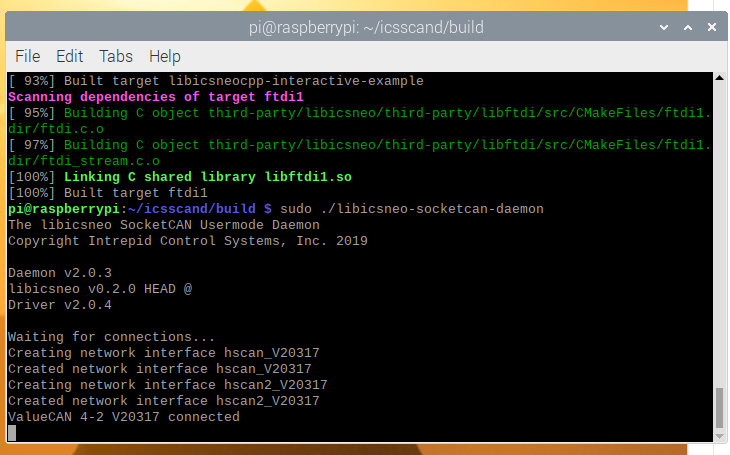 pi@raspberrypi: ~/icsscand/build
File Edit Tabs Help
[ 93%] Built target libicsneocpp-interactive-example
Scanning dependencies of target ftdi1
[ 95%] Building C object third-party/libicsneo/third-party/libftdi/src/CMakeFiles/ftdi1.
dir/ftdi.c.o
[ 97%] Building C object third-party/libicsneo/third-party/libftdi/src/CMakeFiles/ftdi1.
dir/ftdi_stream.c.o
[100%] Linking C shared library libftdi1.so
[100%] Built target ftdi1
pi@raspberrypi:~/icsscand/build $ sudo ./libicsneo-socketcan-daemon
The libicsneo SocketCAN Usermode Daemon
Copyright Intrepid Control Systems, Inc. 2019
Daemon v2.0.3
libicsneo v0.2.0 HEAD @
Driver v2.0.4
Waiting for connections...
Creating network interface hscan_V20317
Created network interface hscan_V20317
Creating network interface hscan2_V20317
Created network interface hscan2_V20317
ValueCAN 4-2 V20317 connected